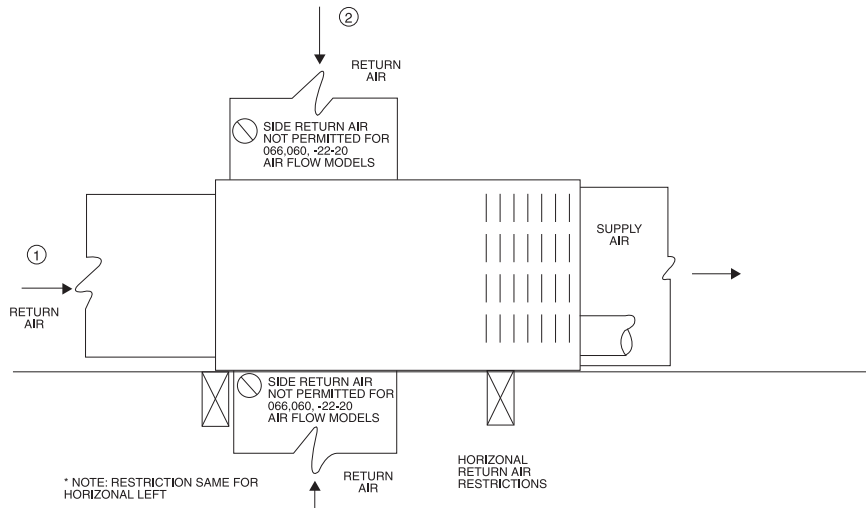 2
RETURN
AIR
SIDE RETURN AIR
NOT PERMITTED FOR
066,060, -22-20
AIR FLOW MODELS
1
RETURN
AIR
SUPPLY
AIR
SIDE RETURN AIR
NOT PERMITTED FOR
066,060, -22-20
AIR FLOW MODELS
RETURN
AIR
* NOTE: RESTRICTION SAME FOR
HORIZONAL LEFT
HORIZONAL
RETURN AIR
RESTRICTIONS